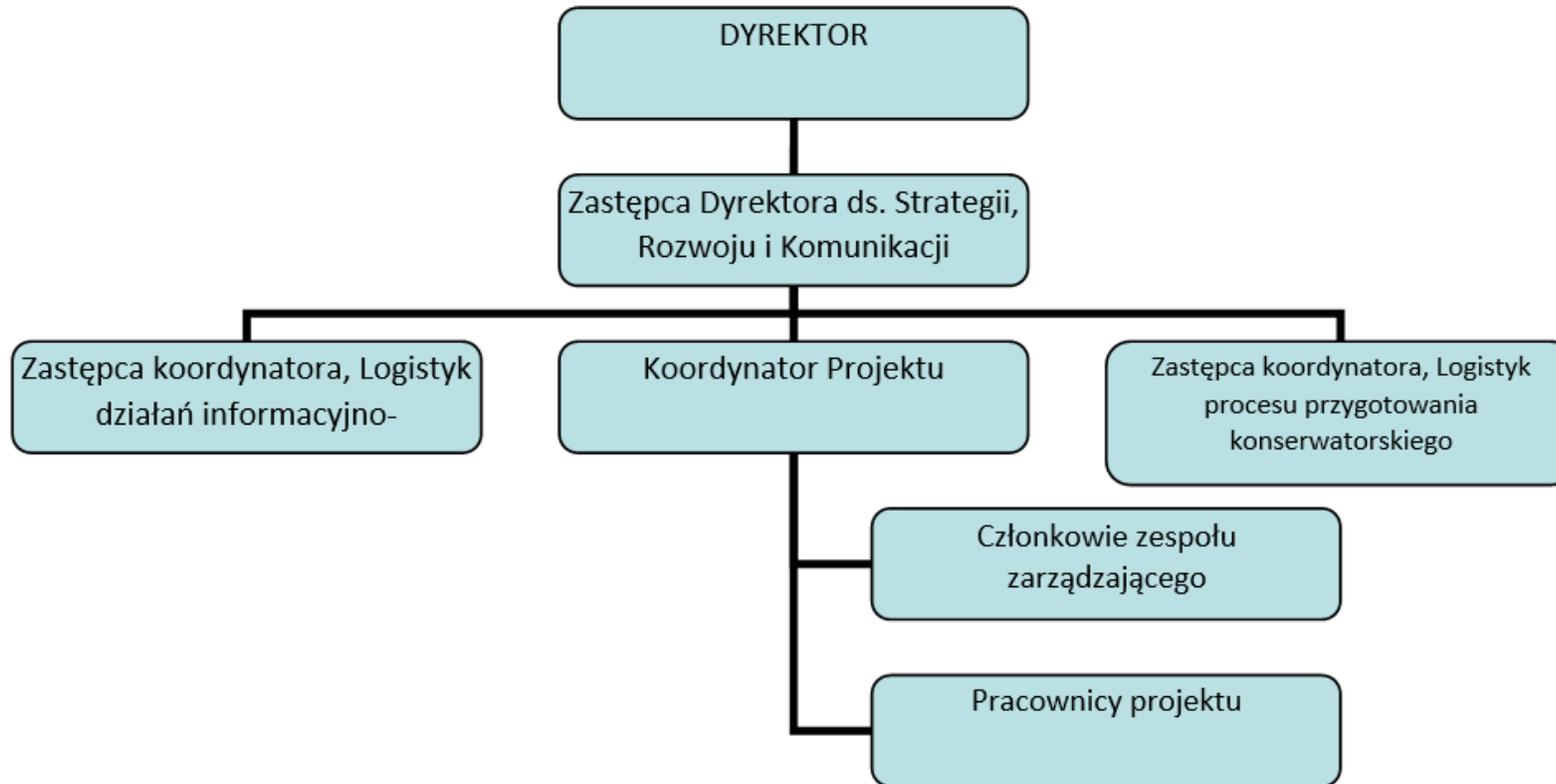 DYREKTOR
Zastępca Dyrektora ds. Strategii,
Rozwoju i Komunikacji
Zastępca koordynatora, Logistyk
działań informacyjno-
Koordynator Projektu
Zastępca koordynatora, Logistyk
procesu przygotowania
konserwatorskiego
Członkowie zespołu
zarządzającego
Pracownicy projektu